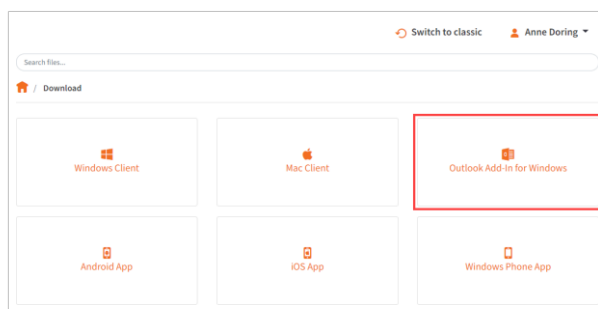 Switch to classic Anne Doring
Search files...
/ Download
Windows Client Mac Client Outlook Add-In for Windows
Android App iOS App Windows Phone App